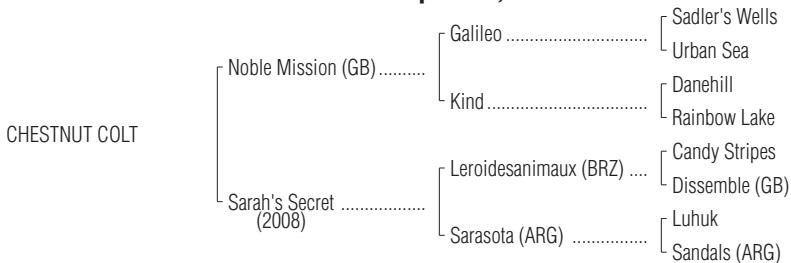 Sadler's Wells
Galileo ..............................
Urban Sea
Noble Mission (GB)..........
Danehill
Kind..................................
Rainbow Lake
CHESTNUT COLT
Candy Stripes
Leroidesanimaux (BRZ) ....
Dissemble (GB)
Sarah's Secret ..................
(2008)
Luhuk
Sarasota (ARG) ................
Sandals (ARG)